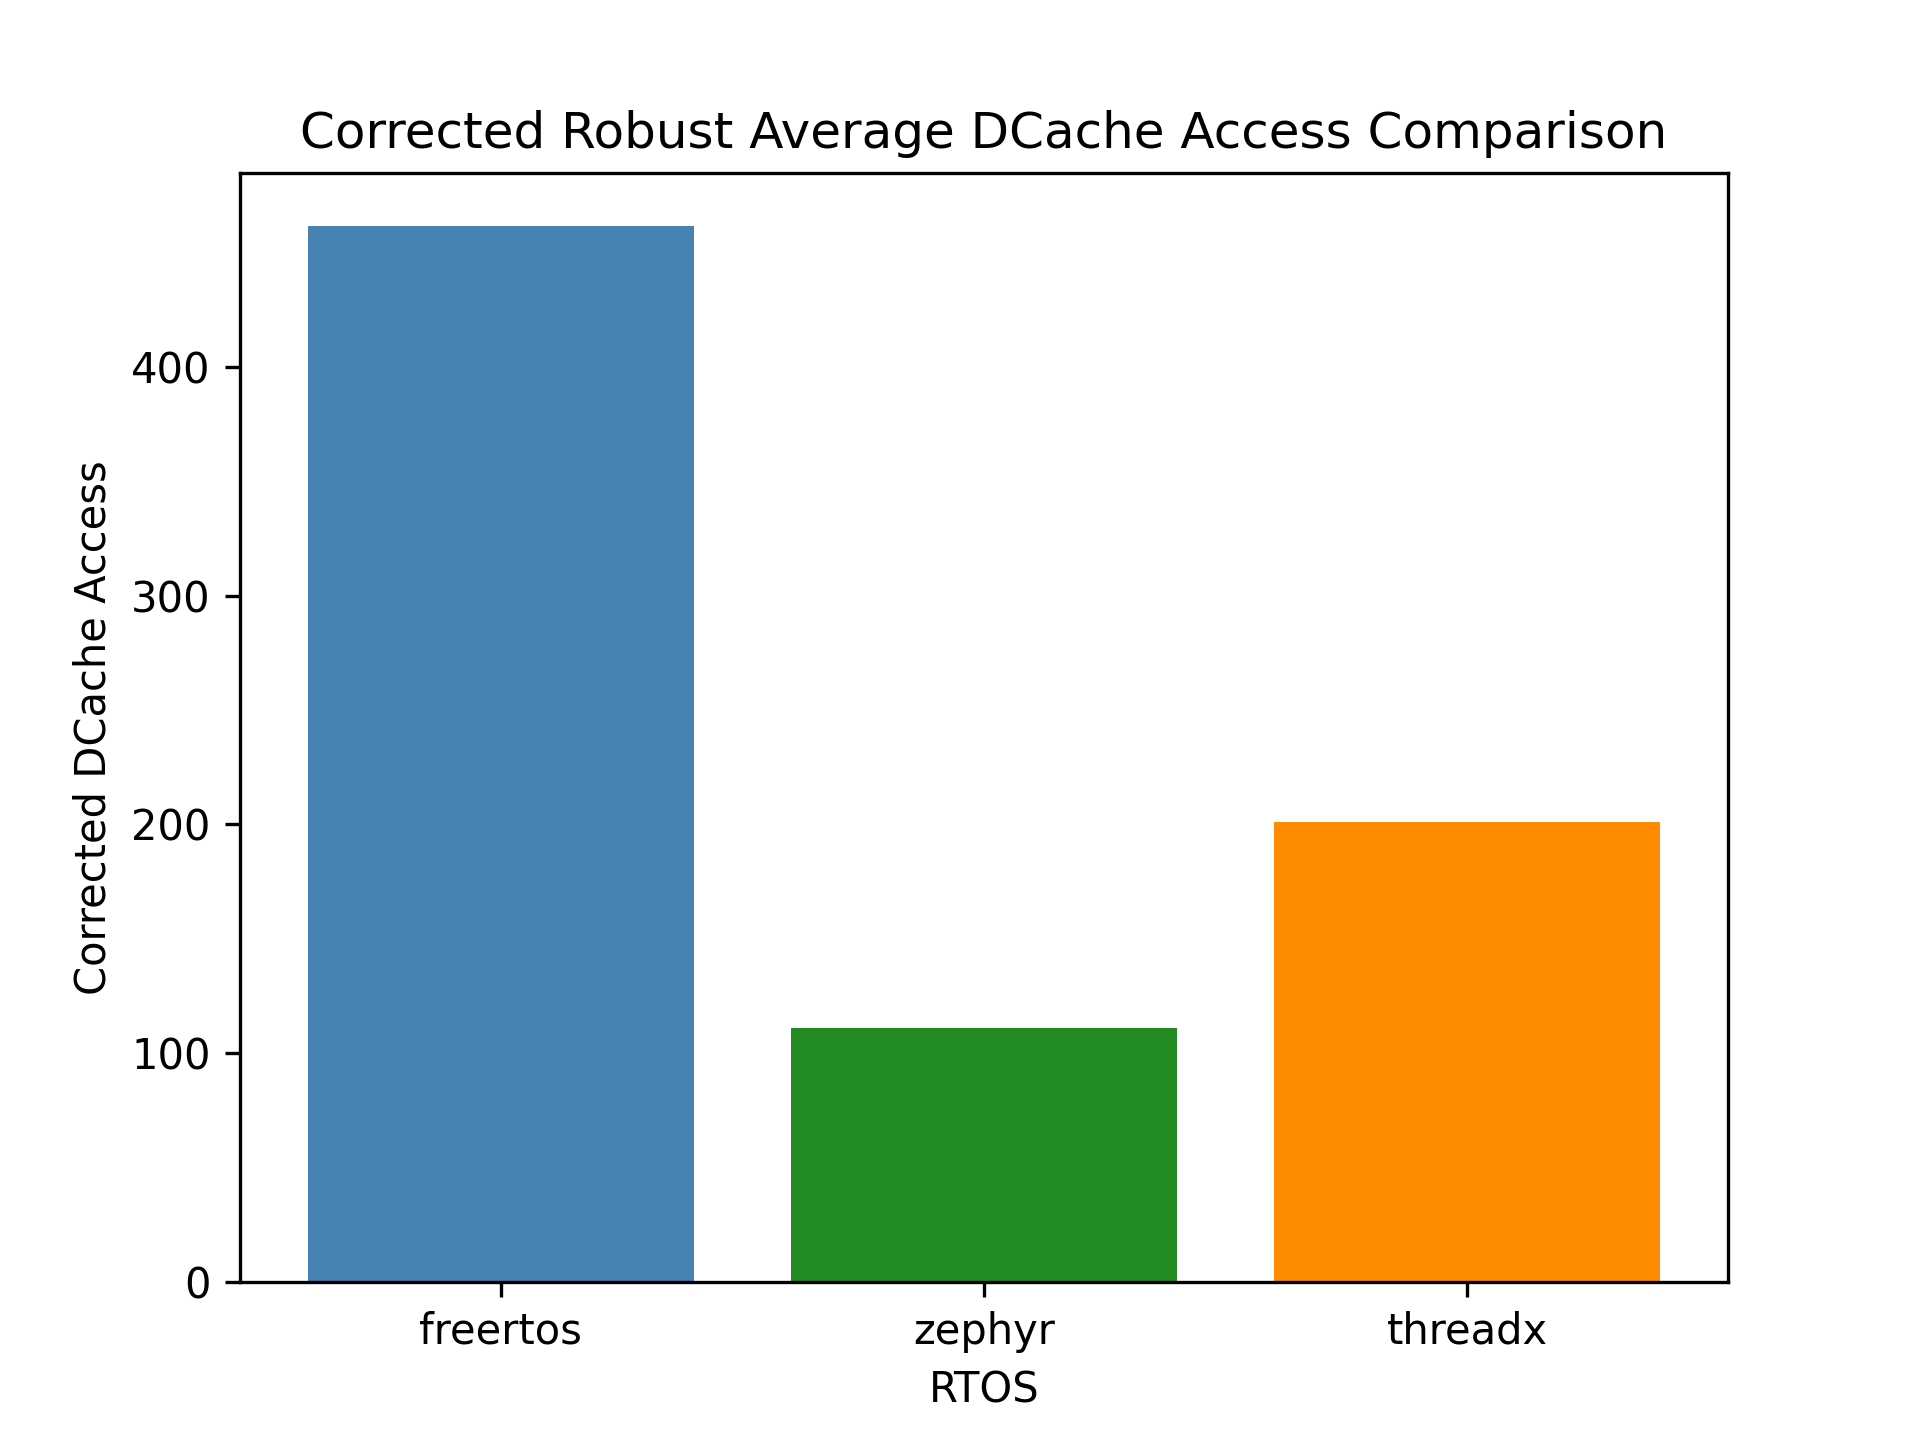 Corrected Robust Average DCache Access Comparison
Corrected DCache Access
400
300
200
100
0
freertos
zephyr
threadx
RTOS